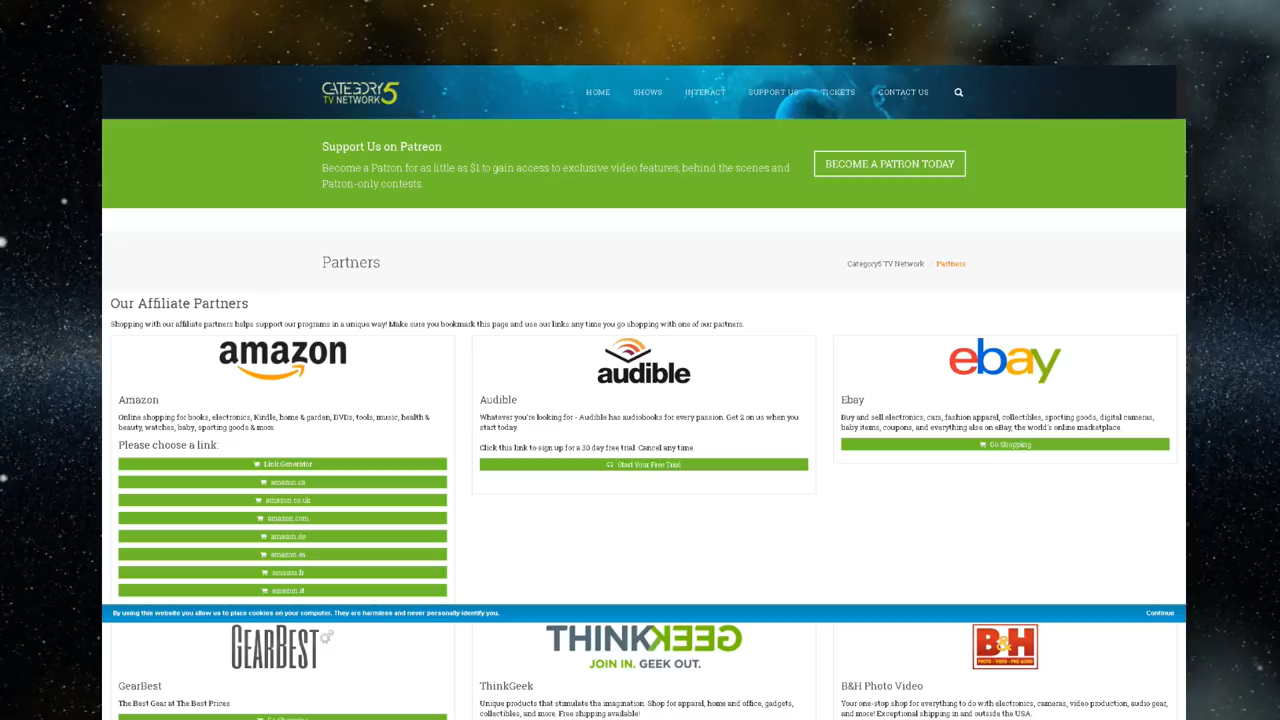 CATEGORY5
TV NETWORK
HOME SHOWS INTERACT SUPPORT US TICKETS CONTACT US
Support Us on Patreon
Become a Patron for as little as $1 to gain access to exclusive video features, behind the scenes and
Patron-only contests.
BECOME A PATRON TODAY
Partners
Category5 TV Network Partners
Our Affiliate Partners
Shopping with our affiliate partners helps support our programs in a unique way! Make sure you bookmark this page and use our links any time you go shopping with one of our partners.
amazon
Amazon
Online shopping for books, electronics, Kindle, home & garden, DVDs, tools, music, health &
beauty, watches, baby, sporting goods & more.
Please choose a link:
Link Generator
amazon.ca
amazon.co.uk
amazon.com
amazon.de
amazon.es
amazon.fr
amazon.it
audible
Audible
Whatever you're looking for - Audible has audiobooks for every passion. Get 2 on us when you
start today.
Click this link to sign up for a 30 day free trial. Cancel any time.
Start Your Free Trial
ebay
Ebay
Buy and sell electronics, cars, fashion apparel, collectibles, sporting goods, digital cameras,
baby items, coupons, and everything else on eBay, the world's online marketplace.
Go Shopping
By using this website you allow us to place cookies on your computer. They are harmless and never personally identify you.
Continue
GEARBEST
GearBest
The Best Gear at The Best Prices
Go Shopping
THINKGEEK
JOIN IN. GEEK OUT.
ThinkGeek
Unique products that stimulate the imagination. Shop for apparel, home and office, gadgets,
collectibles, and more. Free shipping available!
B&H
PHOTO - VIDEO - PRO AUDIO
B&H Photo Video
Your one-stop shop for everything to do with electronics, cameras, video production, audio gear,
and more! Exceptional shipping in and outside the USA.